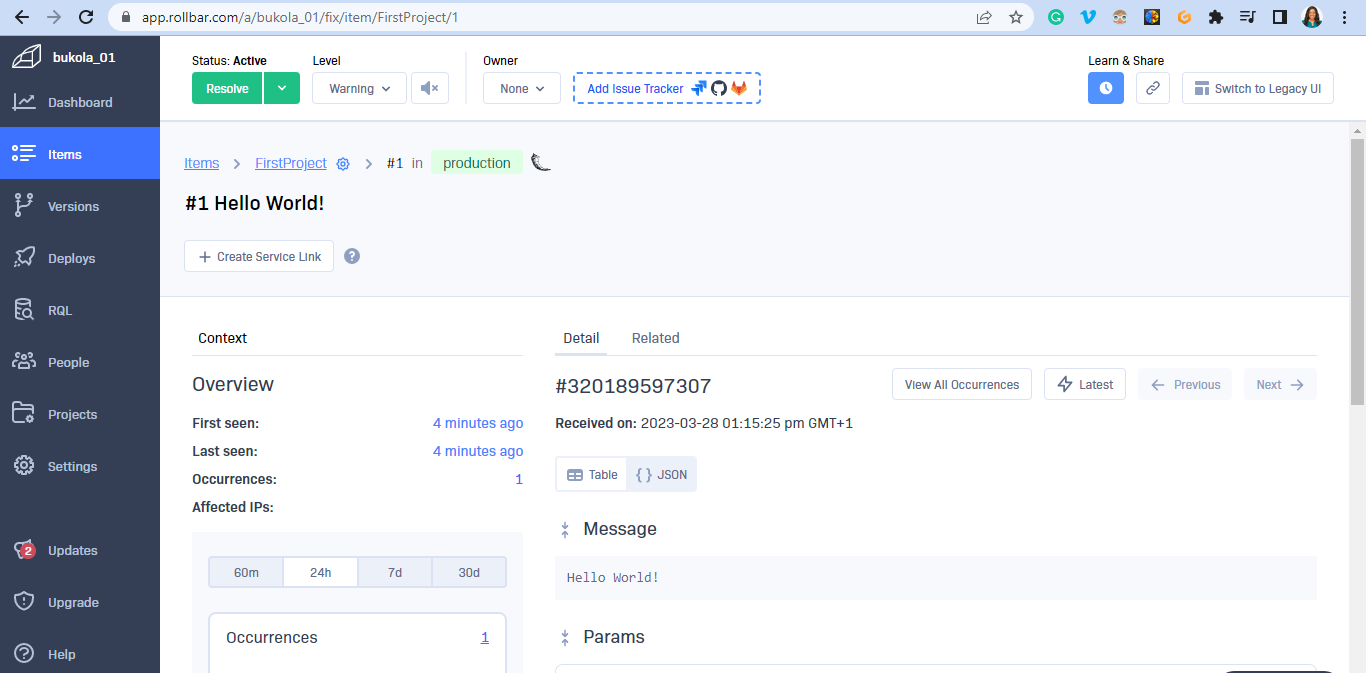 app.rollbar.com/a/bukola_01/fix/item/FirstProject/1
bukola_01
Dashboard
Items
Versions
Deploys
RQL
People
Projects
Settings
2
Updates
Upgrade
Help
Status: Active
Level
Owner
Learn & Share
Resolve
Warning
None
Add Issue Tracker
Switch to Legacy UI
Items > FirstProject > #1 in production
#1 Hello World!
+ Create Service Link ?
Context
Overview
First seen: 4 minutes ago
Last seen: 4 minutes ago
Occurrences: 1
Affected IPs:
60m 24h 7d 30d
Occurrences 1
Detail Related
#320189597307
View All Occurrences Latest ← Previous Next →
Received on: 2023-03-28 01:15:25 pm GMT+1
Table { } JSON
Message
Hello World!
Params